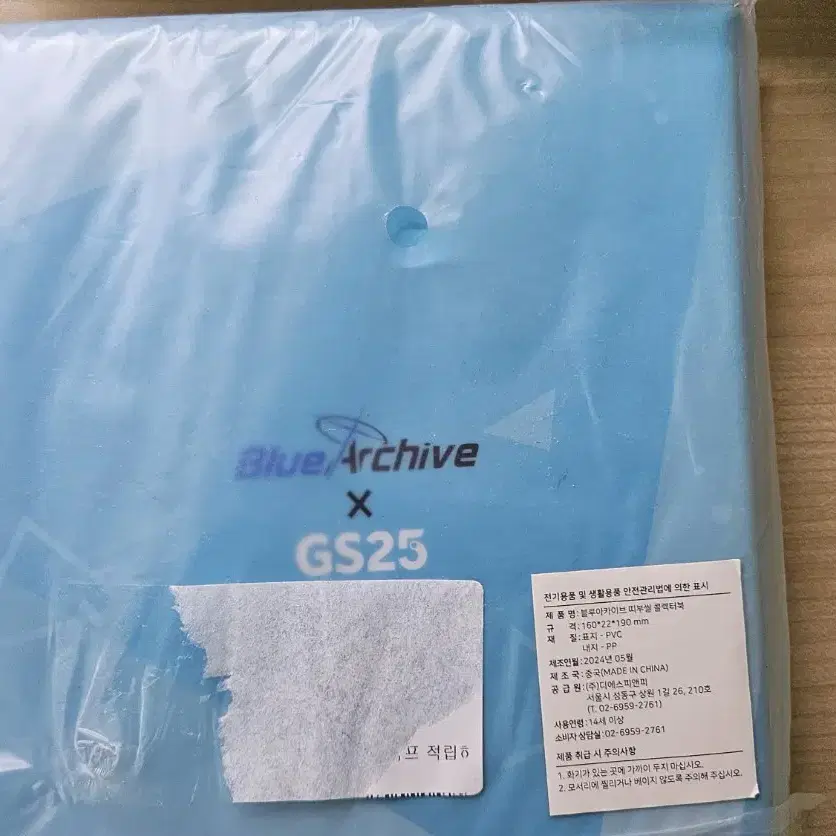 Blue Archive
X
GS25
적립
전기용품 및 생활용품 안전관리법에 의한 표시
제 품 명: 블루아카이브 띠부씰 콜렉터북
규 격: 160*22*190 mm
재 질: 표지 - PVC
내지 - PP
제조연월: 2024년 05월
제 조 국: 중국(MADE IN CHINA)
공 급 원: (주)디에스피앤피
서울시 성동구 상원 1길 26, 210호
(T. 02-6959-2761)
사용연령: 14세 이상
소비자 상담실: 02-6959-2761
제품 취급 시 주의사항
1. 화기가 있는 곳에 가까이 두지 마십시오.
2. 모서리에 찔리거나 베이지 않도록 주의해 주십시오.